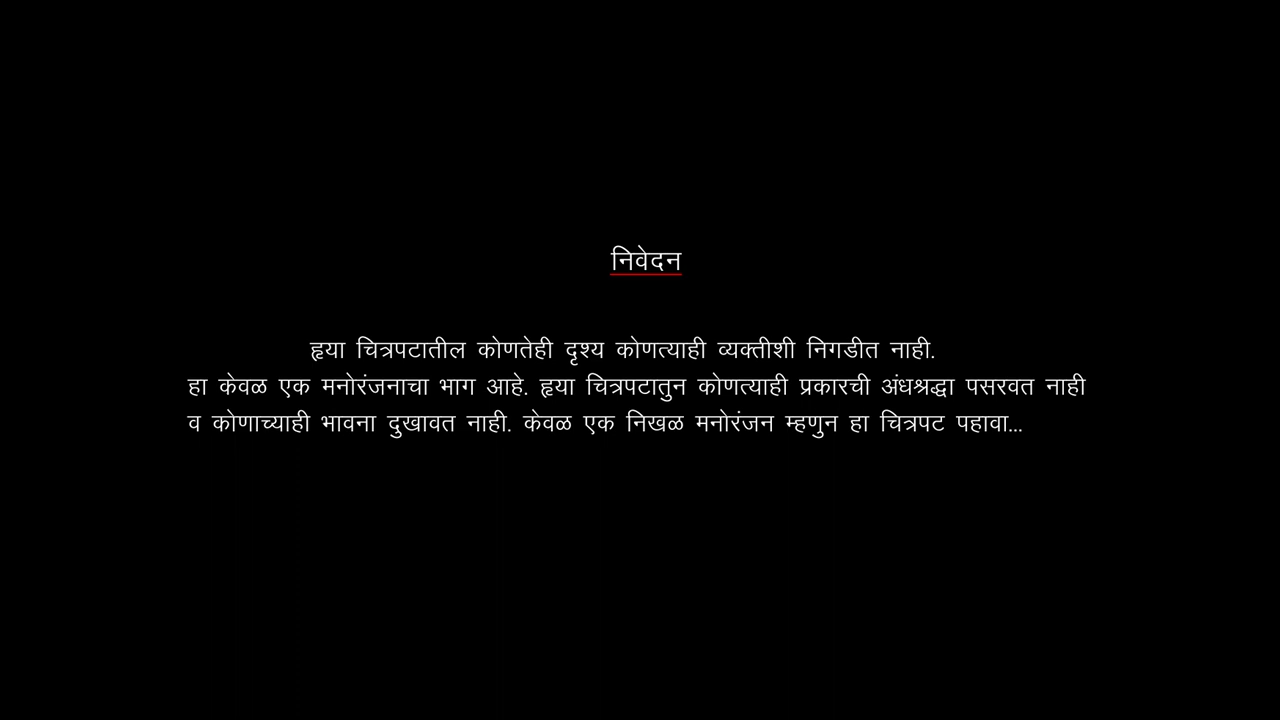 निवेदन
हृया चित्रपटातील कोणतेही दृश्य कोणत्याही व्यक्तीशी निगडीत नाही.
हा केवळ एक मनोरंजनाचा भाग आहे. हृया चित्रपटातुन कोणत्याही प्रकारची अंधश्रद्धा पसरवत नाही
व कोणाच्याही भावना दुखावत नाही. केवळ एक निखळ मनोरंजन म्हणुन हा चित्रपट पहावा...